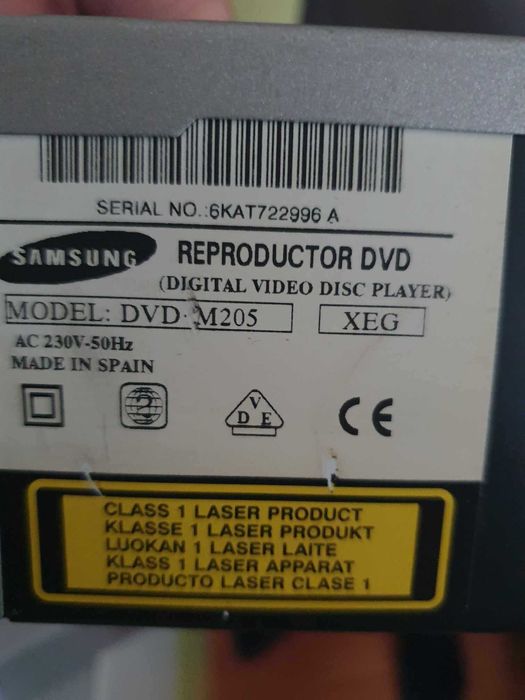 SERIAL NO.:6KAT722996 A
SAMSUNG REPRODUCTOR DVD
(DIGITAL VIDEO DISC PLAYER)
MODEL: DVD-M205 XEG
AC 230V-50Hz
MADE IN SPAIN
2 VDE CE
CLASS 1 LASER PRODUCT
KLASSE 1 LASER PRODUKT
LUOKAN 1 LASER LAITE
KLASS 1 LASER APPARAT
PRODUCTO LASER CLASE 1